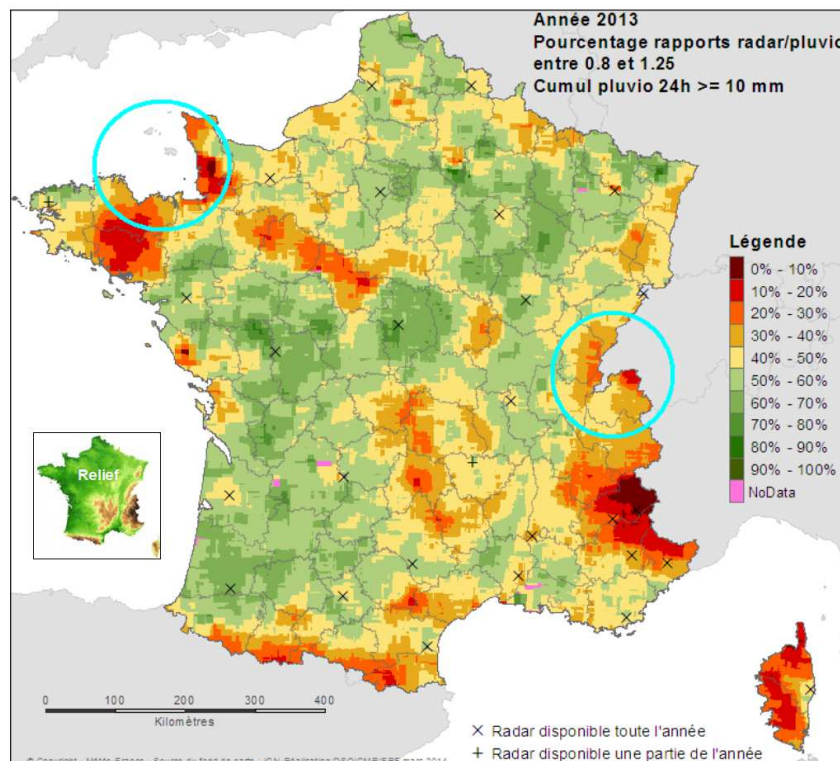 Année 2013
Pourcentage rapports radar/pluvio
entre 0.8 et 1.25
Cumul pluvio 24h >= 10 mm
Légende
0% - 10%
10% - 20%
20% - 30%
30% - 40%
40% - 50%
50% - 60%
60% - 70%
70% - 80%
80% - 90%
90% - 100%
NoData
Relief
0 100 200 300 400
Kilomètres
× Radar disponible toute l'année
+ Radar disponible une partie de l'année